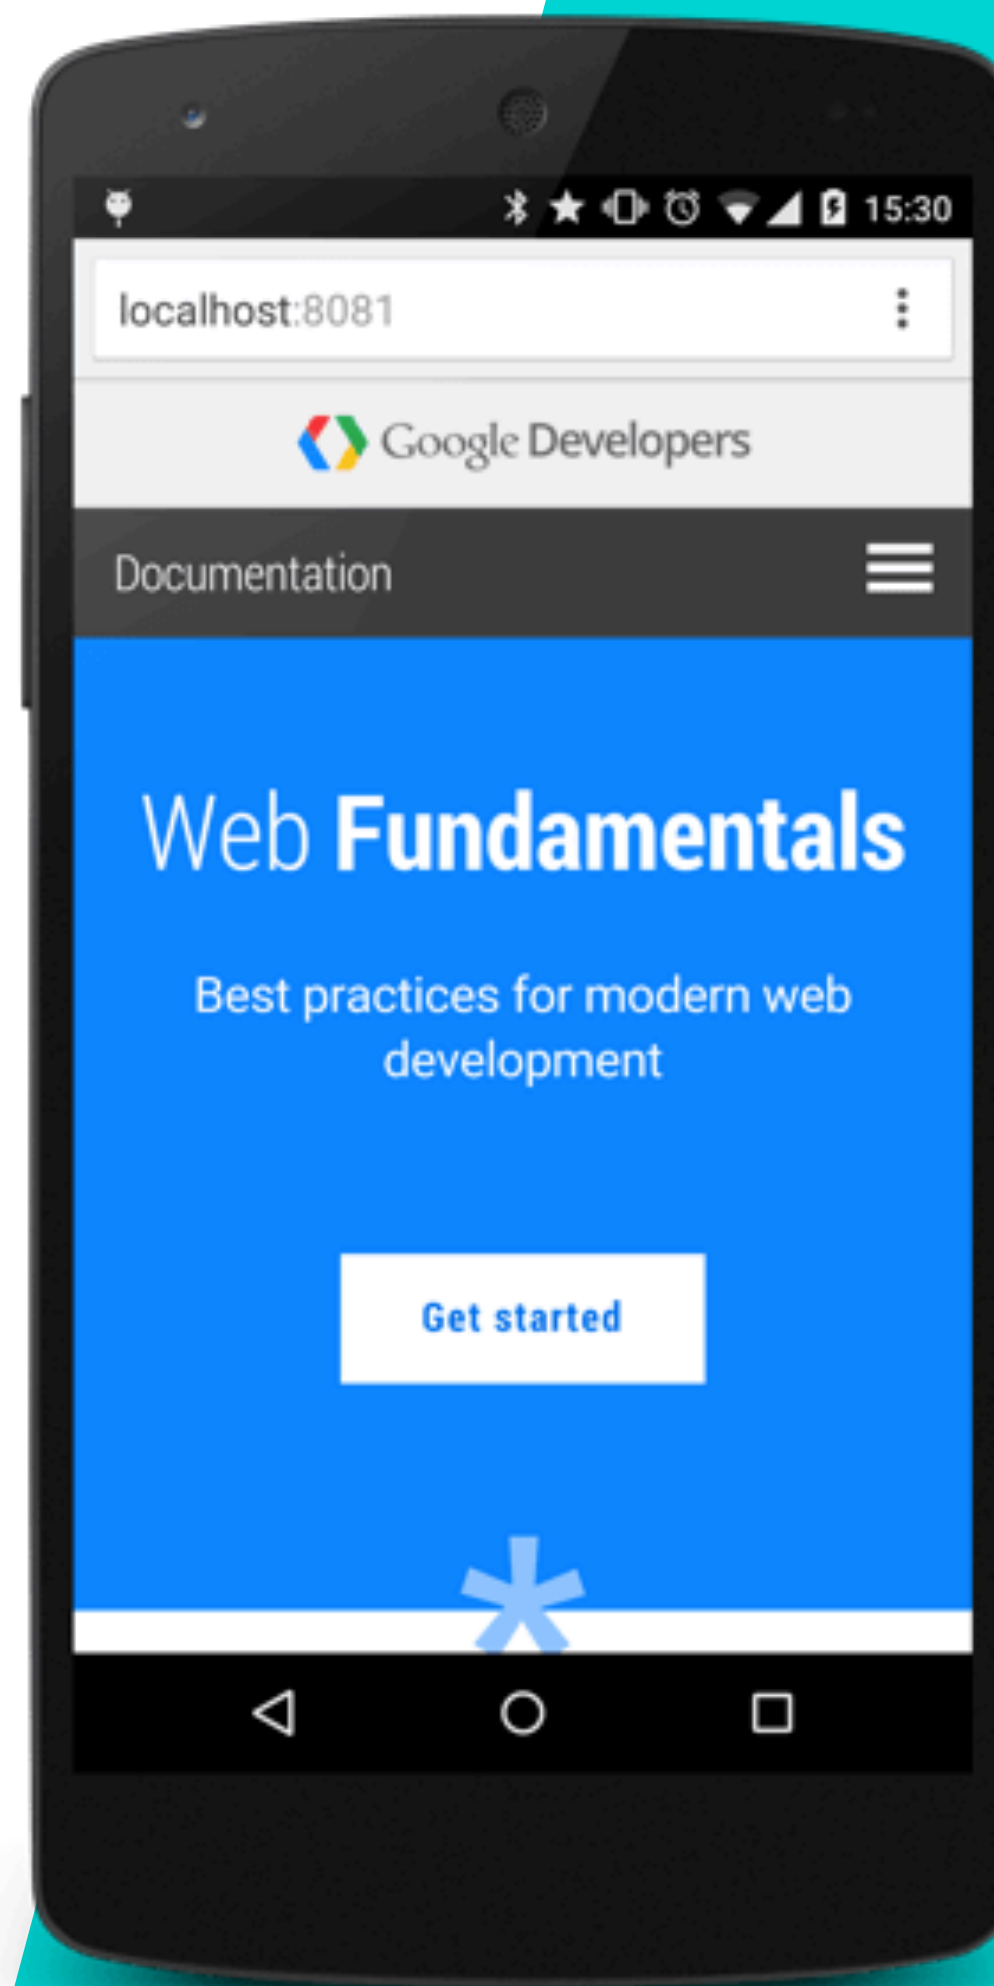 15:30
localhost:8081
Google Developers
Documentation
Web Fundamentals
Best practices for modern web
development
Get started
*